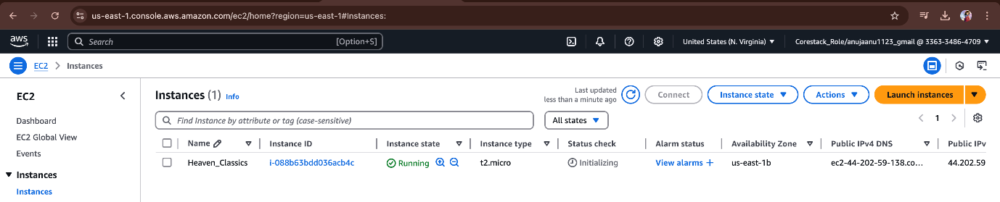 us-east-1.console.aws.amazon.com/ec2/home?region=us-east-1#Instances:
aws Search [Option+S] United States (N. Virginia) Corestack_Role/anujaanu1123_gmail @ 3363-3486-4709
EC2 Instances
EC2
Dashboard
EC2 Global View
Events
Instances
Instances
Instances (1) Info
Last updated
less than a minute ago
Connect Instance state Actions Launch instances
Find Instance by attribute or tag (case-sensitive) All states 1
Name Instance ID Instance state Instance type Status check Alarm status Availability Zone Public IPv4 DNS Public IPv
Heaven_Classics i-088b63bdd036acb4c Running t2.micro Initializing View alarms + us-east-1b ec2-44-202-59-138.co... 44.202.59